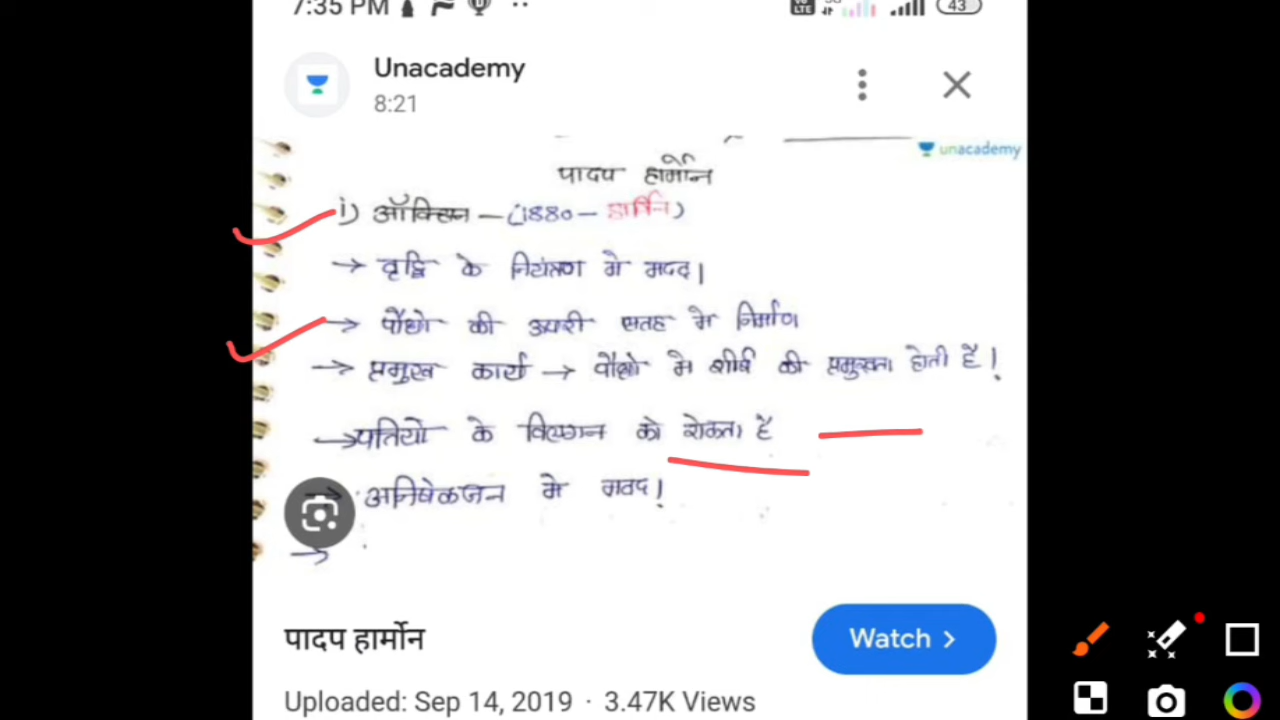 7:35 PM
43
Unacademy
8:21
unacademy
पादप हार्मोन
i) ऑक्सिन – (1880 – डार्विन)
→ वृद्धि के नियंत्रण मे मदद।
→ पौधो की ऊपरी सतह मे निर्माण
→ प्रमुख कार्य → पौधो मे शीर्ष की प्रमुखता होती है!
→ पतियो के विलगन को रोकता है
→ अनिषेकजन मे मदद!
→
पादप हार्मोन
Watch >
Uploaded: Sep 14, 2019 · 3.47K Views